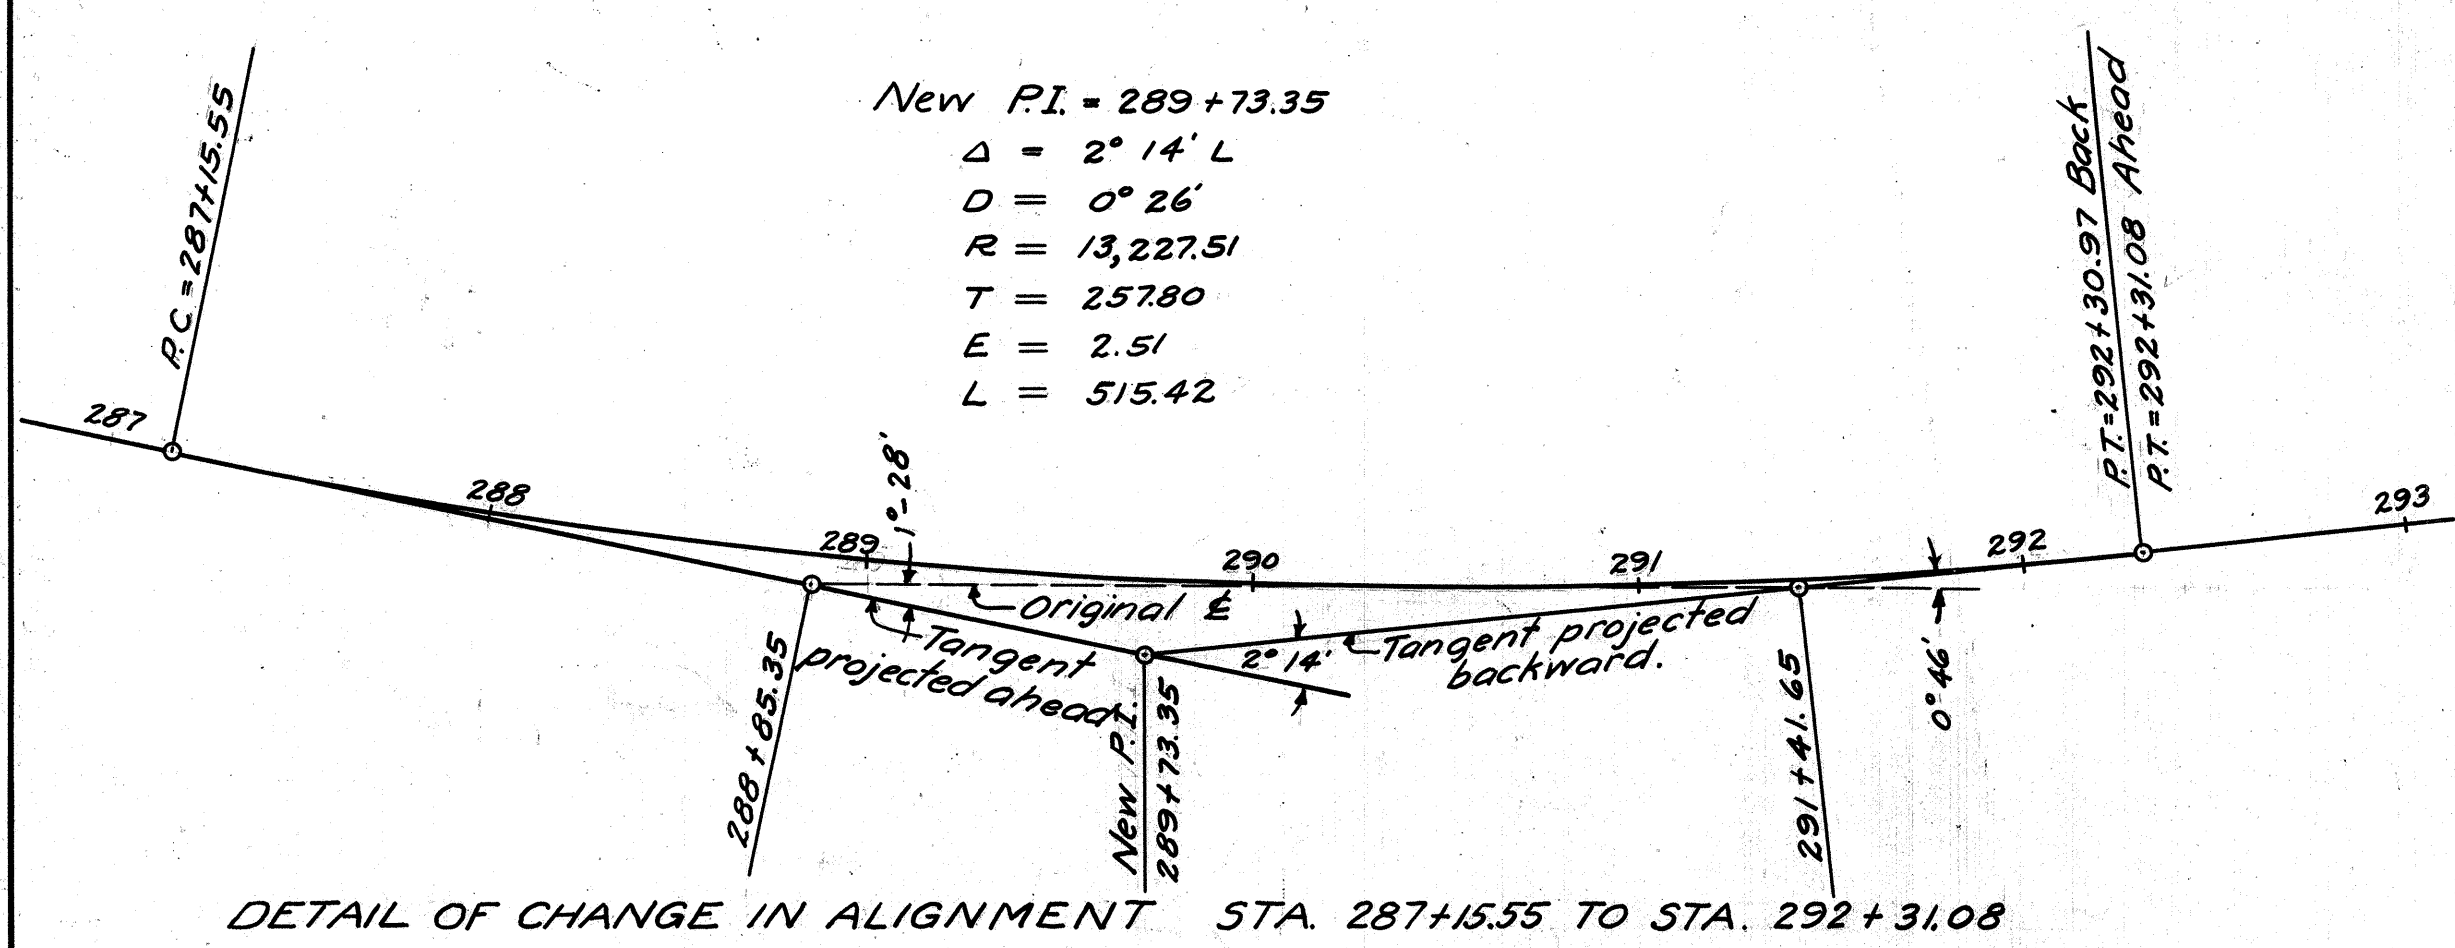 New P.I. = 289+73.35
Δ = 2° 14' L
D = 0° 26'
R = 13,227.51
T = 257.80
E = 2.51
L = 515.42
P.C. = 287+15.55
P.T. = 292+30.97 Back
P.T. = 292+31.08 Ahead
287
288
289
290
291
292
293
1°-28'
Original ℄
Tangent
projected ahead
2° 14'
Tangent projected
backward.
0° 46'
288+85.35
New P.I.
289+73.35
291+41.65
DETAIL OF CHANGE IN ALIGNMENT STA. 287+15.55 TO STA. 292+31.08